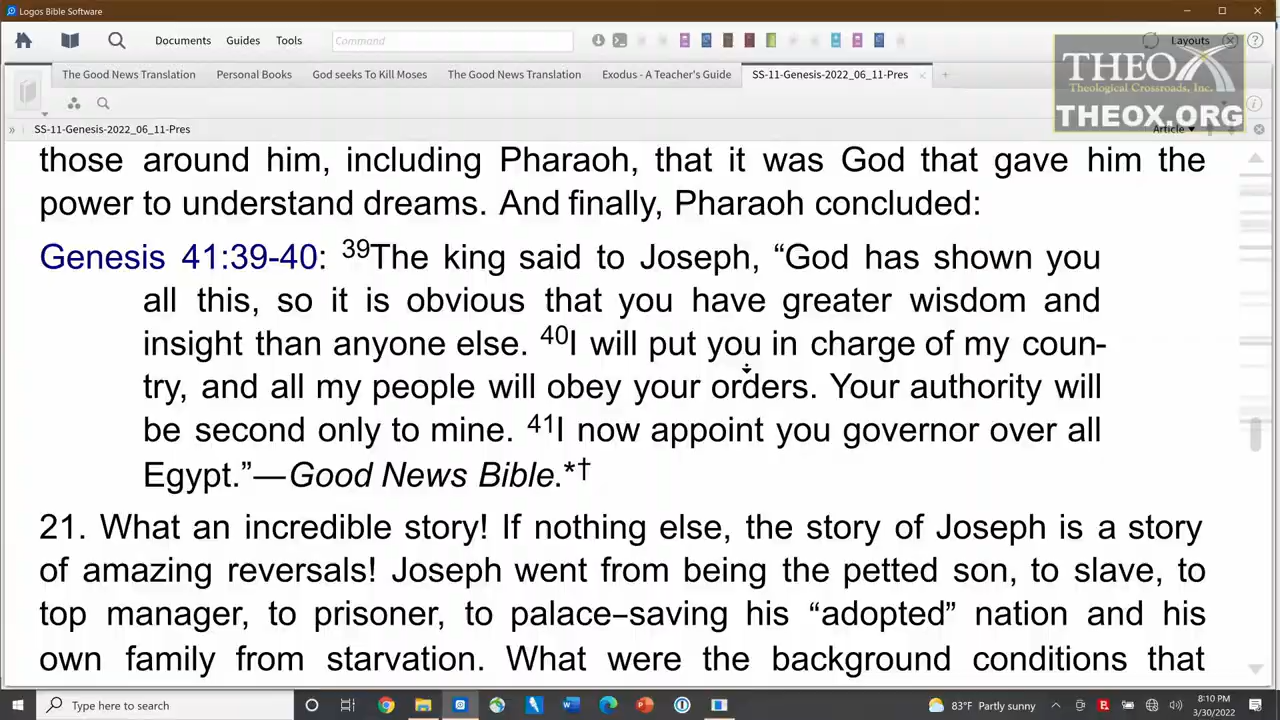 Logos Bible Software
Documents Guides Tools Command Layouts
THEOX
Theological Crossroads, Inc.
THEOX.ORG
The Good News Translation Personal Books God seeks To Kill Moses The Good News Translation Exodus - A Teacher's Guide SS-11-Genesis-2022_06_11-Pres
SS-11-Genesis-2022_06_11-Pres Article
those around him, including Pharaoh, that it was God that gave him the
power to understand dreams. And finally, Pharaoh concluded:
Genesis 41:39-40: 39The king said to Joseph, “God has shown you
all this, so it is obvious that you have greater wisdom and
insight than anyone else. 40I will put you in charge of my coun-
try, and all my people will obey your orders. Your authority will
be second only to mine. 41I now appoint you governor over all
Egypt.”—Good News Bible.*†
21. What an incredible story! If nothing else, the story of Joseph is a story
of amazing reversals! Joseph went from being the petted son, to slave, to
top manager, to prisoner, to palace–saving his “adopted” nation and his
own family from starvation. What were the background conditions that
Type here to search 83°F Partly sunny 8:10 PM
3/30/2022